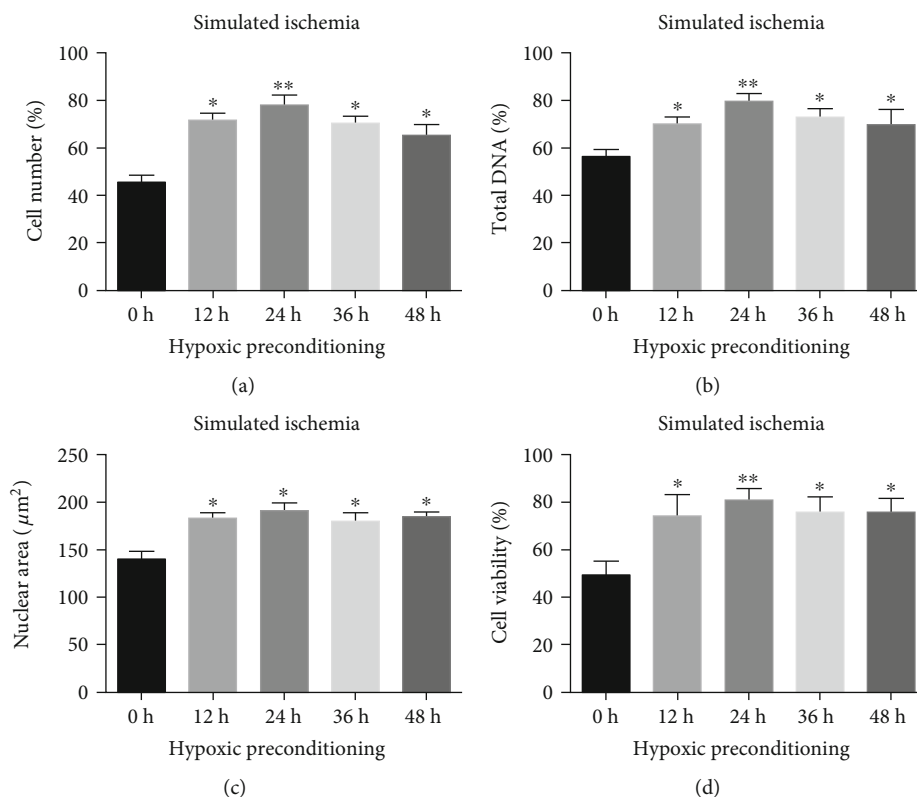 Simulated ischemia
100
80
60
40
20
0
Cell number (%)
*
**
*
*
0 h
12 h
24 h
36 h
48 h
Hypoxic preconditioning
(a)
Simulated ischemia
100
80
60
40
20
0
Total DNA (%)
*
**
*
*
0 h
12 h
24 h
36 h
48 h
Hypoxic preconditioning
(b)
Simulated ischemia
250
200
150
100
50
0
Nuclear area (μm²)
*
*
*
*
0 h
12 h
24 h
36 h
48 h
Hypoxic preconditioning
(c)
Simulated ischemia
100
80
60
40
20
0
Cell viability (%)
*
**
*
*
0 h
12 h
24 h
36 h
48 h
Hypoxic preconditioning
(d)